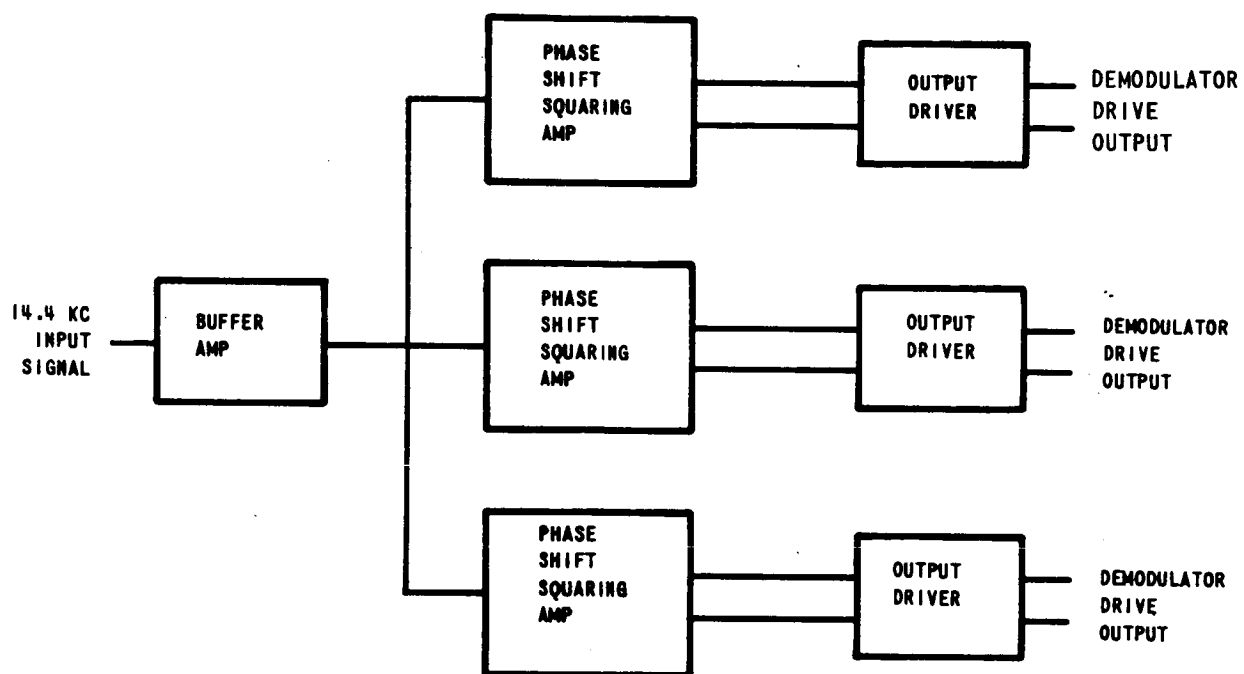 PHASE
SHIFT
SQUARING
AMP
OUTPUT
DRIVER
DEMODULATOR
DRIVE
OUTPUT
14.4 KC
INPUT
SIGNAL
BUFFER
AMP
PHASE
SHIFT
SQUARING
AMP
OUTPUT
DRIVER
DEMODULATOR
DRIVE
OUTPUT
PHASE
SHIFT
SQUARING
AMP
OUTPUT
DRIVER
DEMODULATOR
DRIVE
OUTPUT